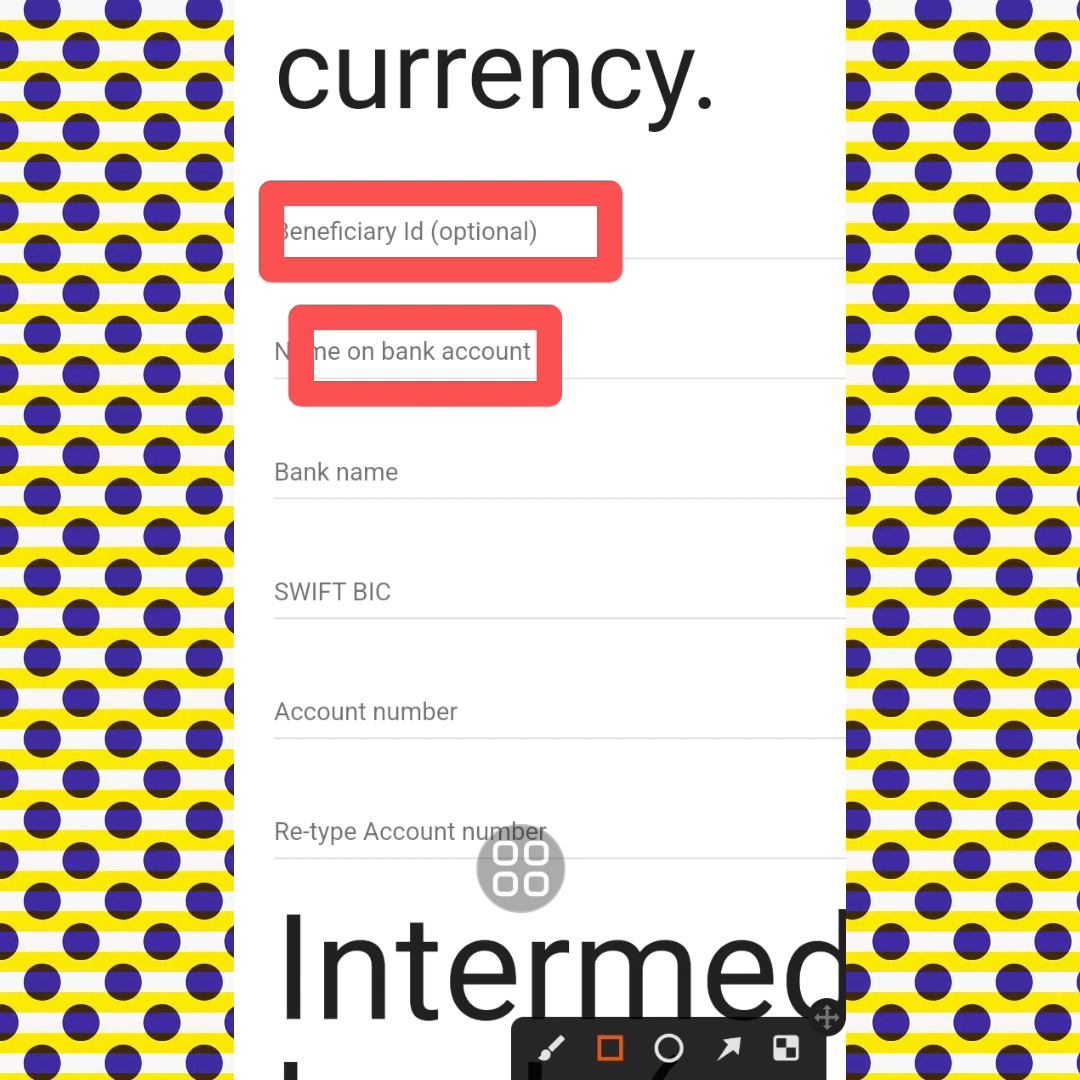 currency.
Beneficiary Id (optional)
Name on bank account
Bank name
SWIFT BIC
Account number
Re-type Account number
Intermed